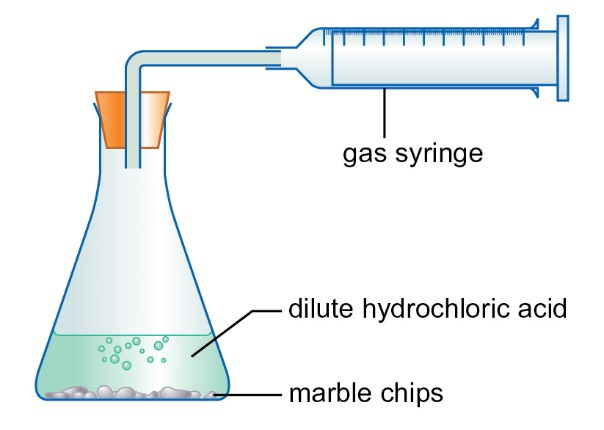 gas syringe
dilute hydrochloric acid
marble chips